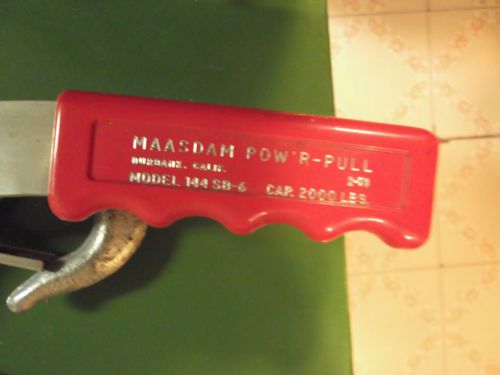 MAASDAM POW'R-PULL
BURBANK, CALIF.
MODEL 144 SB-6 CAP. 2000 LBS.